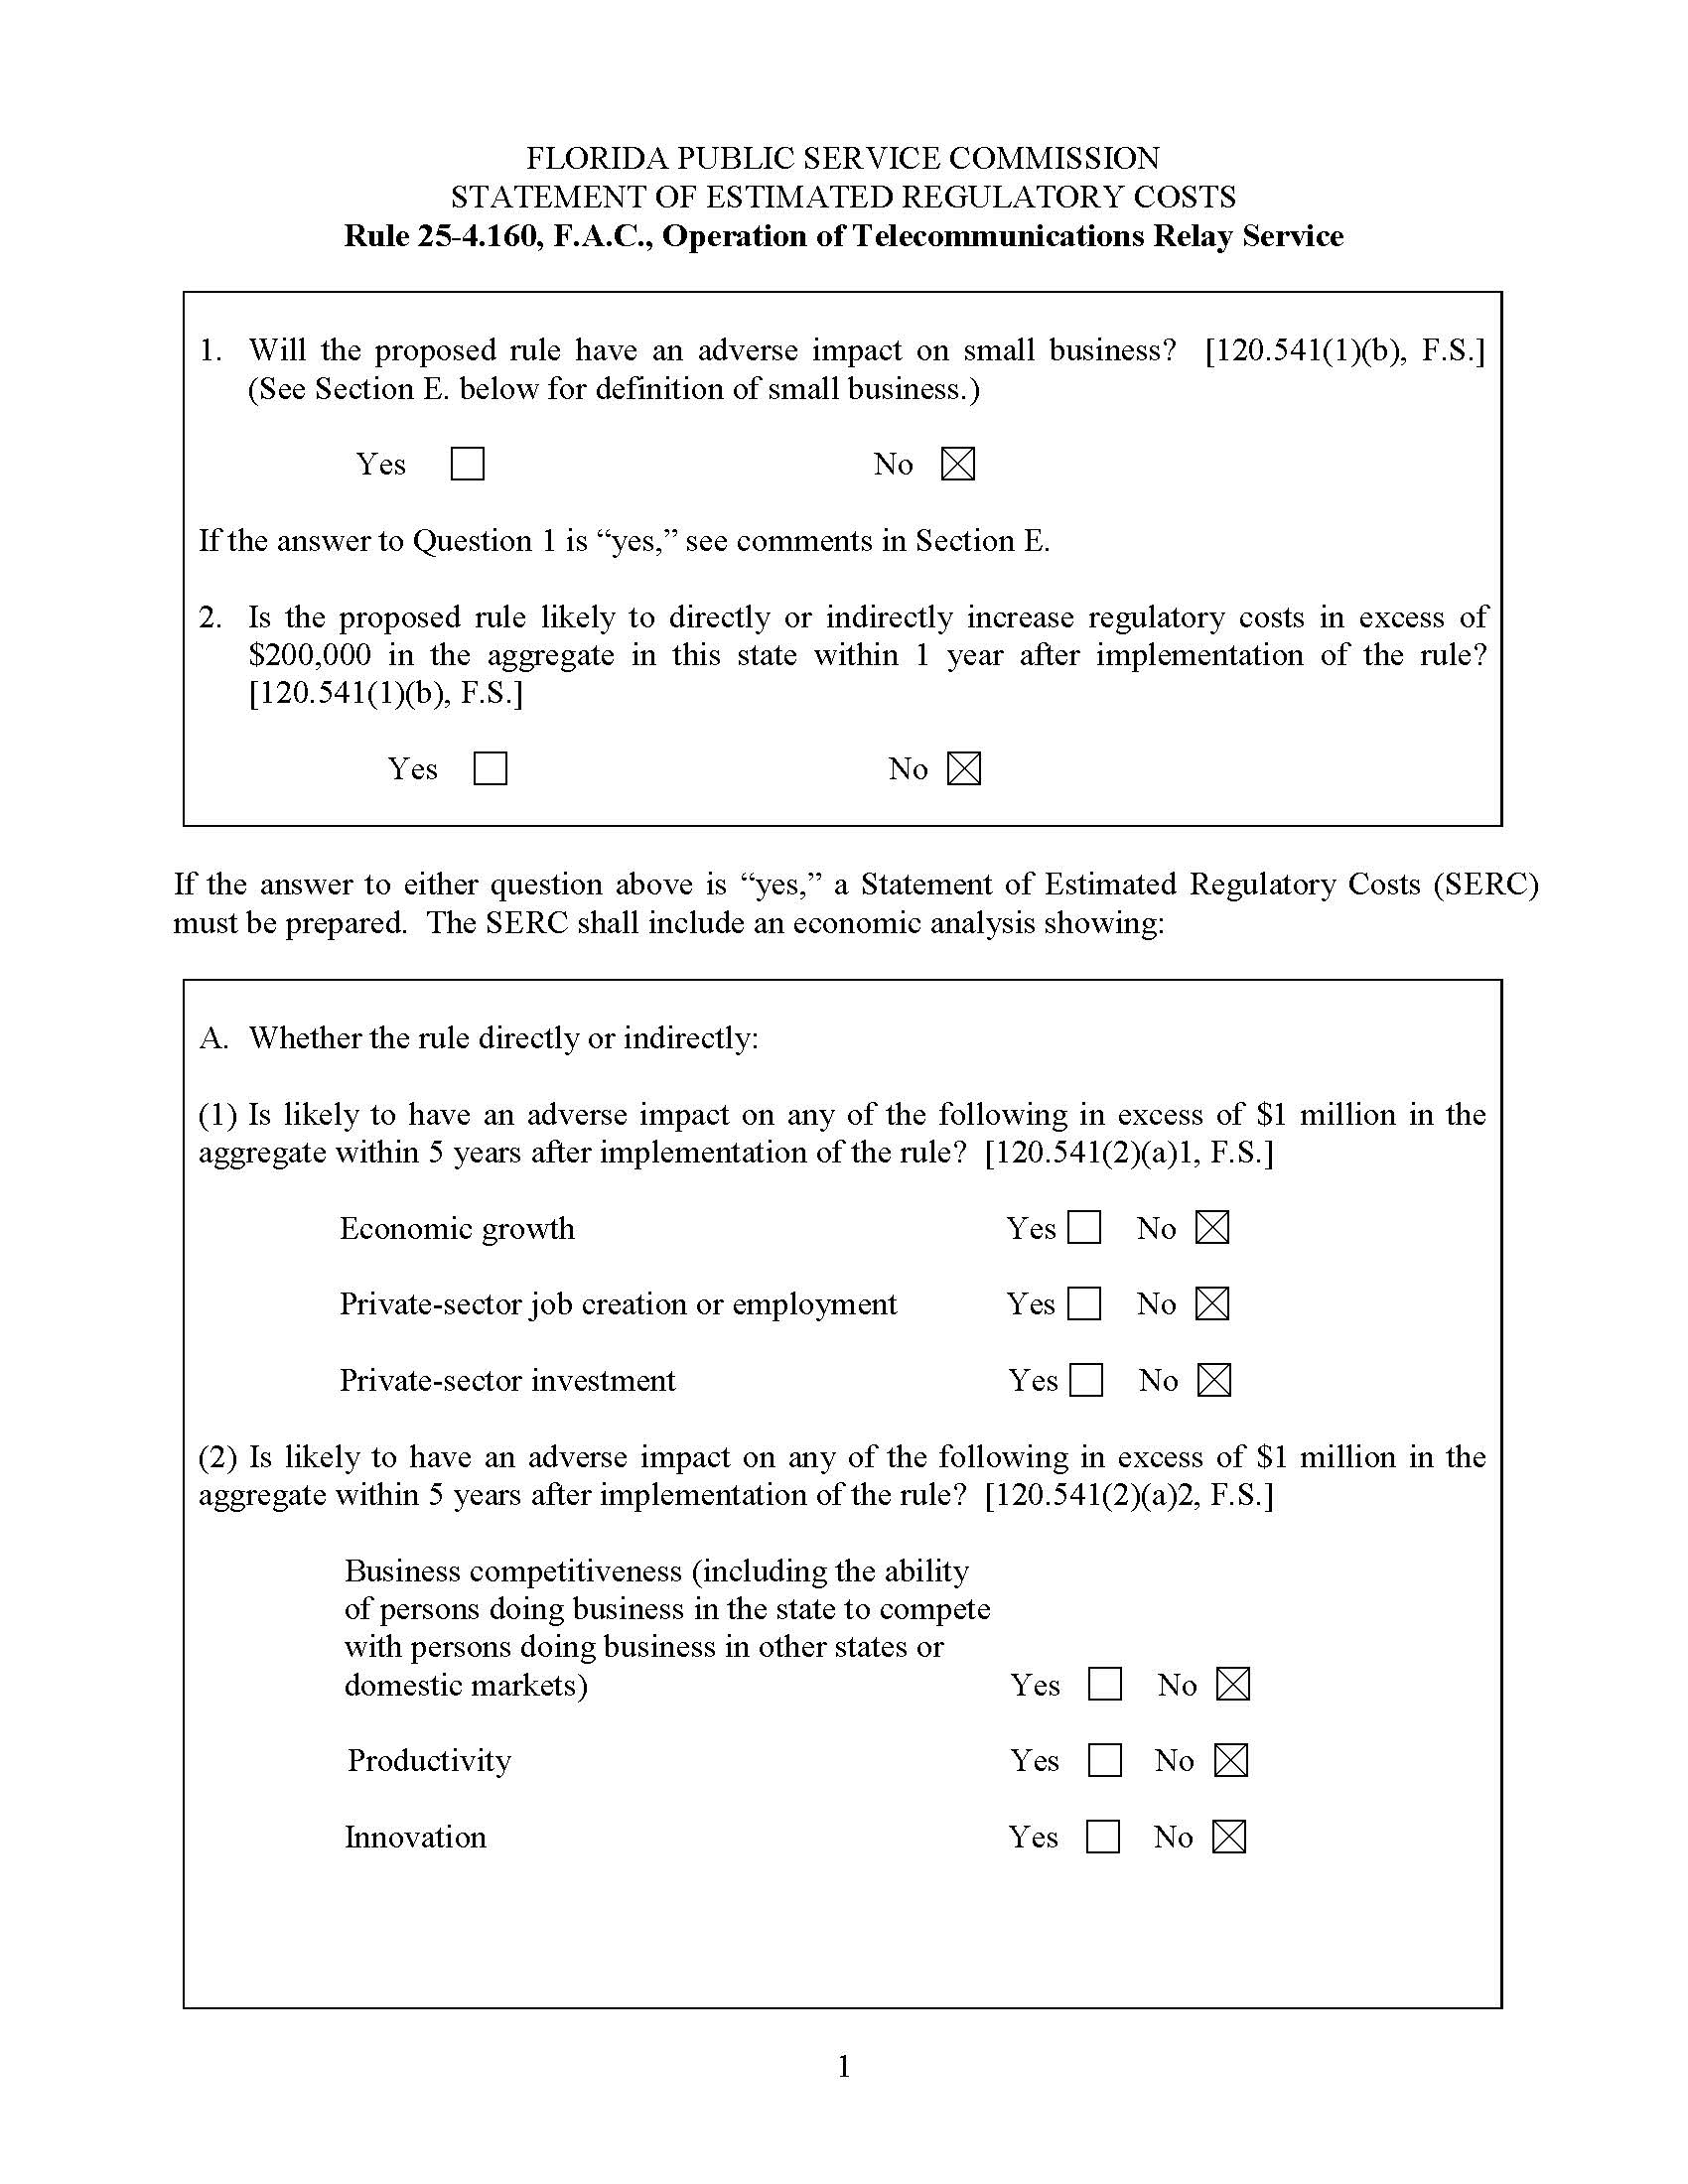 FLORIDA PUBLIC SERVICE COMMISSION
STATEMENT OF ESTIMATED REGULATORY COSTS
Rule 25-4.160, F.A.C., Operation of Telecommunications Relay Service
1. Will the proposed rule have an adverse impact on small business? [120.541(1)(b), F.S.]
(See Section E. below for definition of small business.)
Yes ☐ No ☒
If the answer to Question 1 is “yes,” see comments in Section E.
2. Is the proposed rule likely to directly or indirectly increase regulatory costs in excess of
$200,000 in the aggregate in this state within 1 year after implementation of the rule?
[120.541(1)(b), F.S.]
Yes ☐ No ☒
If the answer to either question above is “yes,” a Statement of Estimated Regulatory Costs (SERC)
must be prepared. The SERC shall include an economic analysis showing:
A. Whether the rule directly or indirectly:
(1) Is likely to have an adverse impact on any of the following in excess of $1 million in the
aggregate within 5 years after implementation of the rule? [120.541(2)(a)1, F.S.]
Economic growth Yes ☐ No ☒
Private-sector job creation or employment Yes ☐ No ☒
Private-sector investment Yes ☐ No ☒
(2) Is likely to have an adverse impact on any of the following in excess of $1 million in the
aggregate within 5 years after implementation of the rule? [120.541(2)(a)2, F.S.]
Business competitiveness (including the ability
of persons doing business in the state to compete
with persons doing business in other states or
domestic markets) Yes ☐ No ☒
Productivity Yes ☐ No ☒
Innovation Yes ☐ No ☒
1